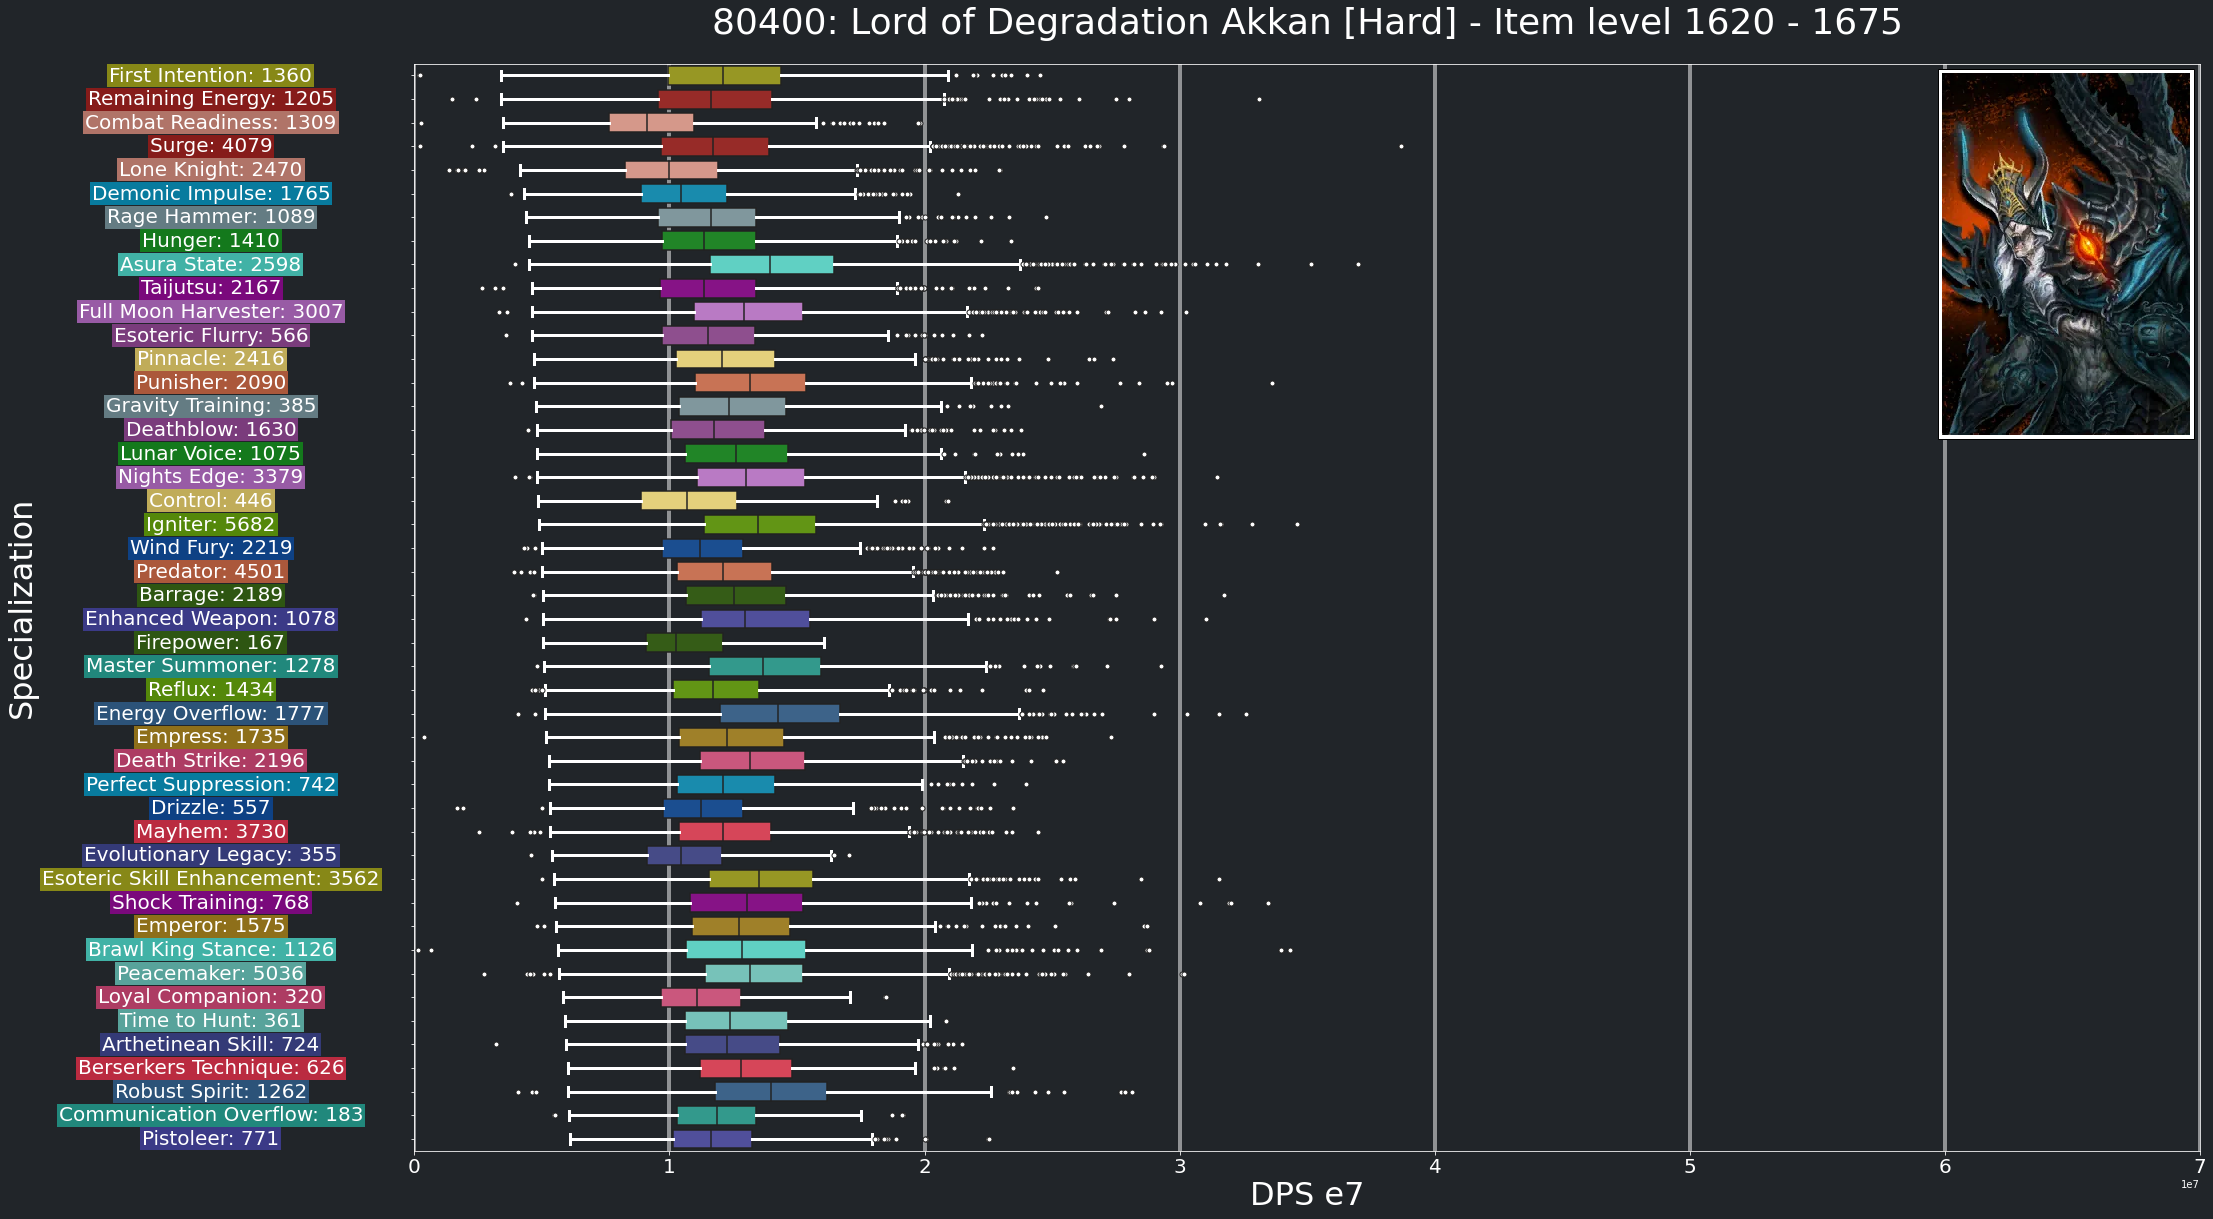 80400: Lord of Degradation Akkan [Hard] - Item level 1620 - 1675
First Intention: 1360
Remaining Energy: 1205
Combat Readiness: 1309
Surge: 4079
Lone Knight: 2470
Demonic Impulse: 1765
Rage Hammer: 1089
Hunger: 1410
Asura State: 2598
Taijutsu: 2167
Full Moon Harvester: 3007
Esoteric Flurry: 566
Pinnacle: 2416
Punisher: 2090
Gravity Training: 385
Deathblow: 1630
Lunar Voice: 1075
Nights Edge: 3379
Control: 446
Igniter: 5682
Wind Fury: 2219
Predator: 4501
Barrage: 2189
Enhanced Weapon: 1078
Firepower: 167
Master Summoner: 1278
Reflux: 1434
Energy Overflow: 1777
Empress: 1735
Death Strike: 2196
Perfect Suppression: 742
Drizzle: 557
Mayhem: 3730
Evolutionary Legacy: 355
Esoteric Skill Enhancement: 3562
Shock Training: 768
Emperor: 1575
Brawl King Stance: 1126
Peacemaker: 5036
Loyal Companion: 320
Time to Hunt: 361
Arthetinean Skill: 724
Berserkers Technique: 626
Robust Spirit: 1262
Communication Overflow: 183
Pistoleer: 771
Specialization
0 1 2 3 4 5 6 7
1e7
DPS e7